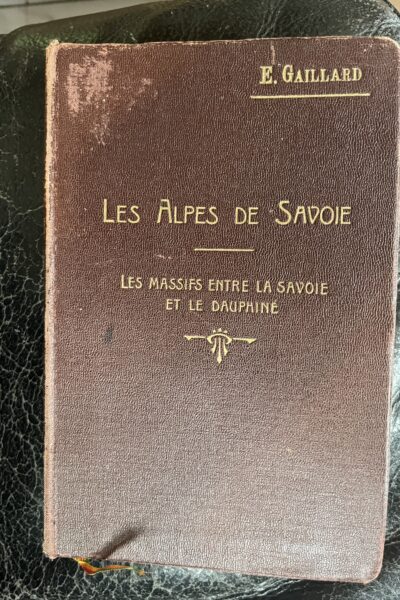 E. GAILLARD
LES ALPES DE SAVOIE
LES MASSIFS ENTRE LA SAVOIE
ET LE DAUPHINÉ